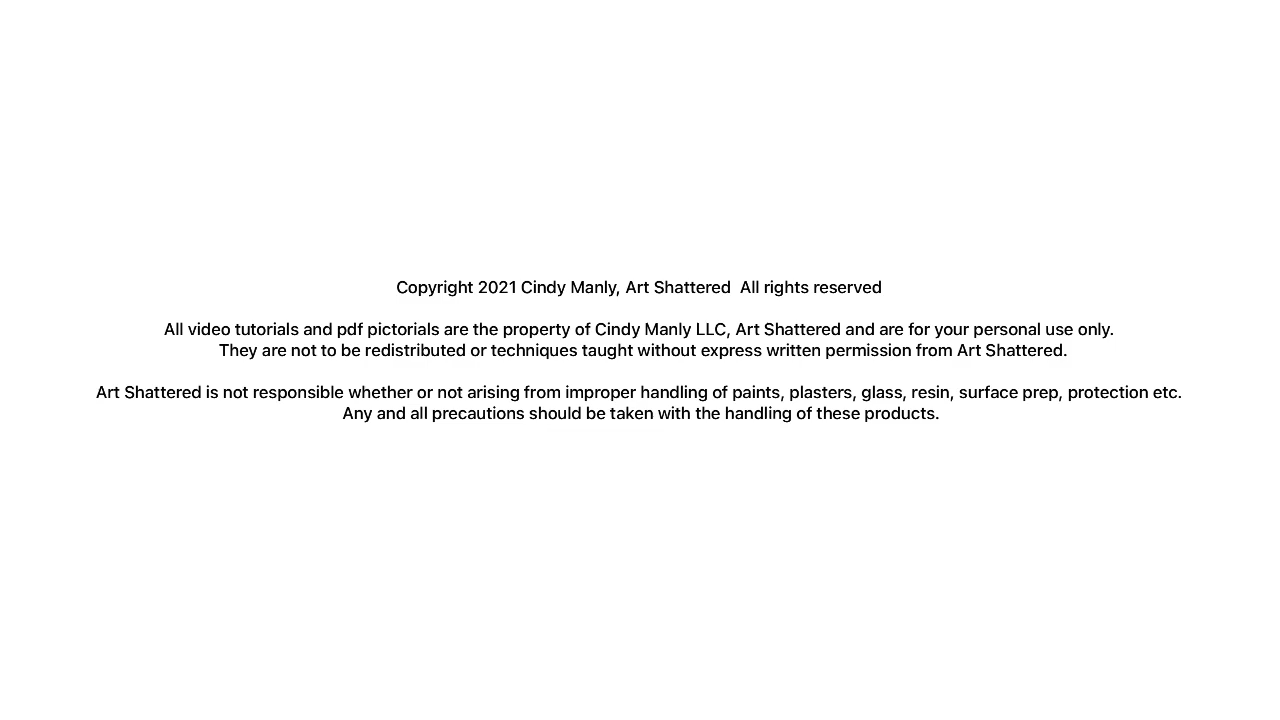 Copyright 2021 Cindy Manly, Art Shattered  All rights reserved
All video tutorials and pdf pictorials are the property of Cindy Manly LLC, Art Shattered and are for your personal use only.
They are not to be redistributed or techniques taught without express written permission from Art Shattered.
Art Shattered is not responsible whether or not arising from improper handling of paints, plasters, glass, resin, surface prep, protection etc.
Any and all precautions should be taken with the handling of these products.